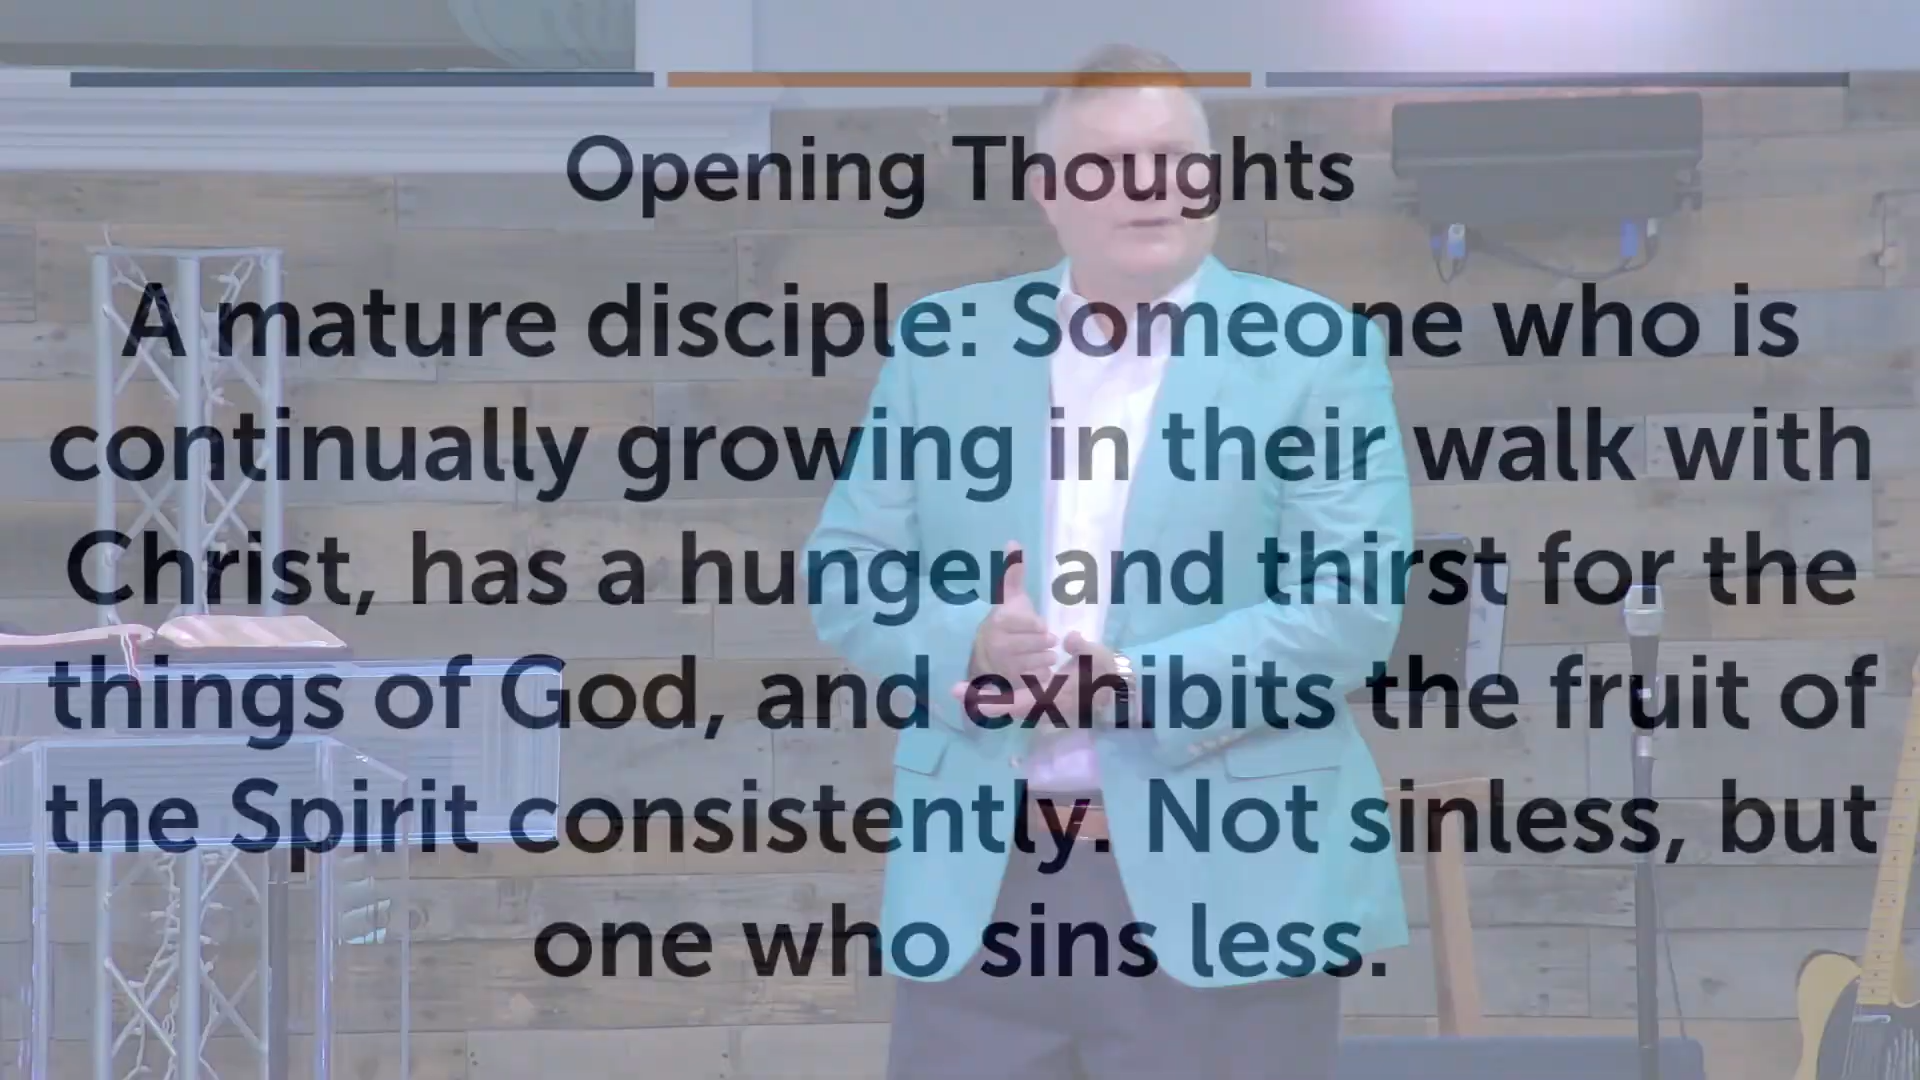 Opening Thoughts
A mature disciple: Someone who is
continually growing in their walk with
Christ, has a hunger and thirst for the
things of God, and exhibits the fruit of
the Spirit consistently. Not sinless, but
one who sins less.